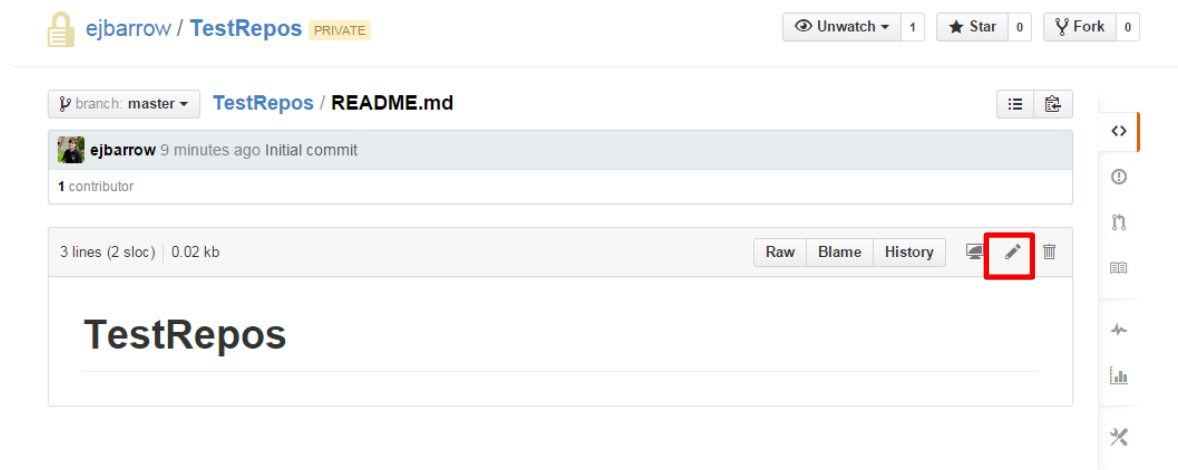 ejbarrow / TestRepos PRIVATE Unwatch 1 Star 0 Fork 0
branch: master TestRepos / README.md
ejbarrow 9 minutes ago Initial commit
1 contributor
3 lines (2 sloc) 0.02 kb Raw Blame History
TestRepos